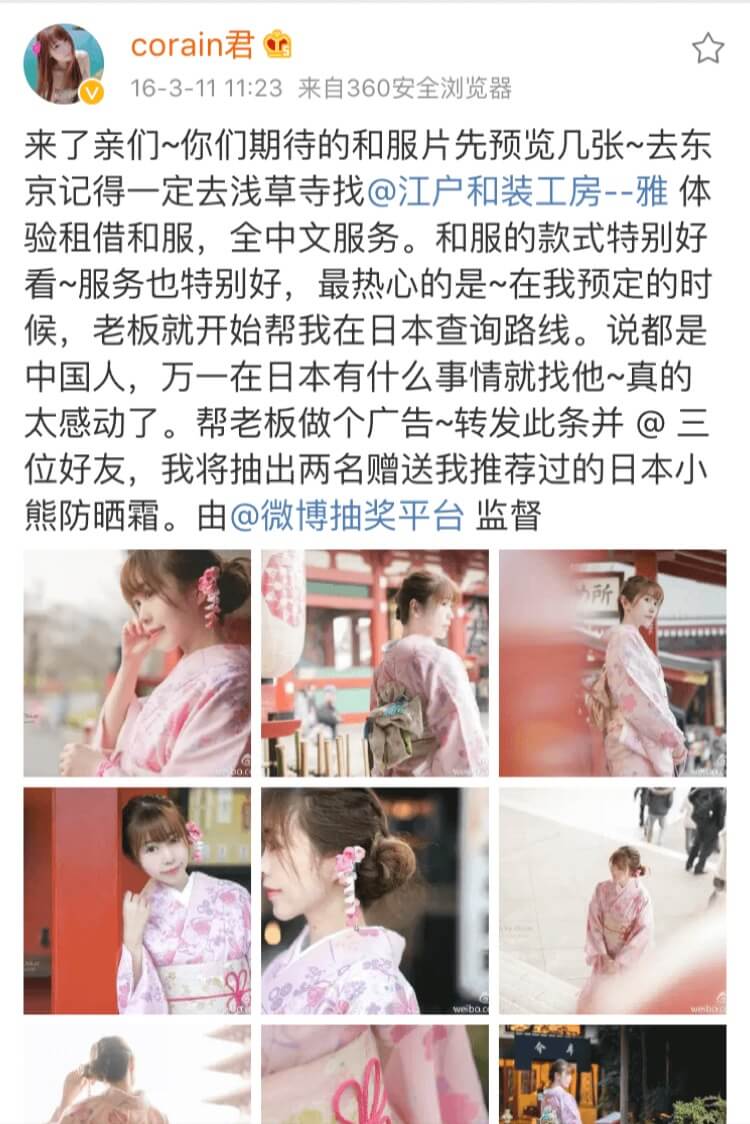 corain君
16-3-11 11:23 来自360安全浏览器
来了亲们~你们期待的和服片先预览几张~去东
京记得一定去浅草寺找@江户和装工房--雅 体
验租借和服，全中文服务。和服的款式特别好
看~服务也特别好，最热心的是~在我预定的时
候，老板就开始帮我在日本查询路线。说都是
中国人，万一在日本有什么事情就找他~真的
太感动了。帮老板做个广告~转发此条并 @ 三
位好友，我将抽出两名赠送我推荐过的日本小
熊防晒霜。由@微博抽奖平台 监督
所